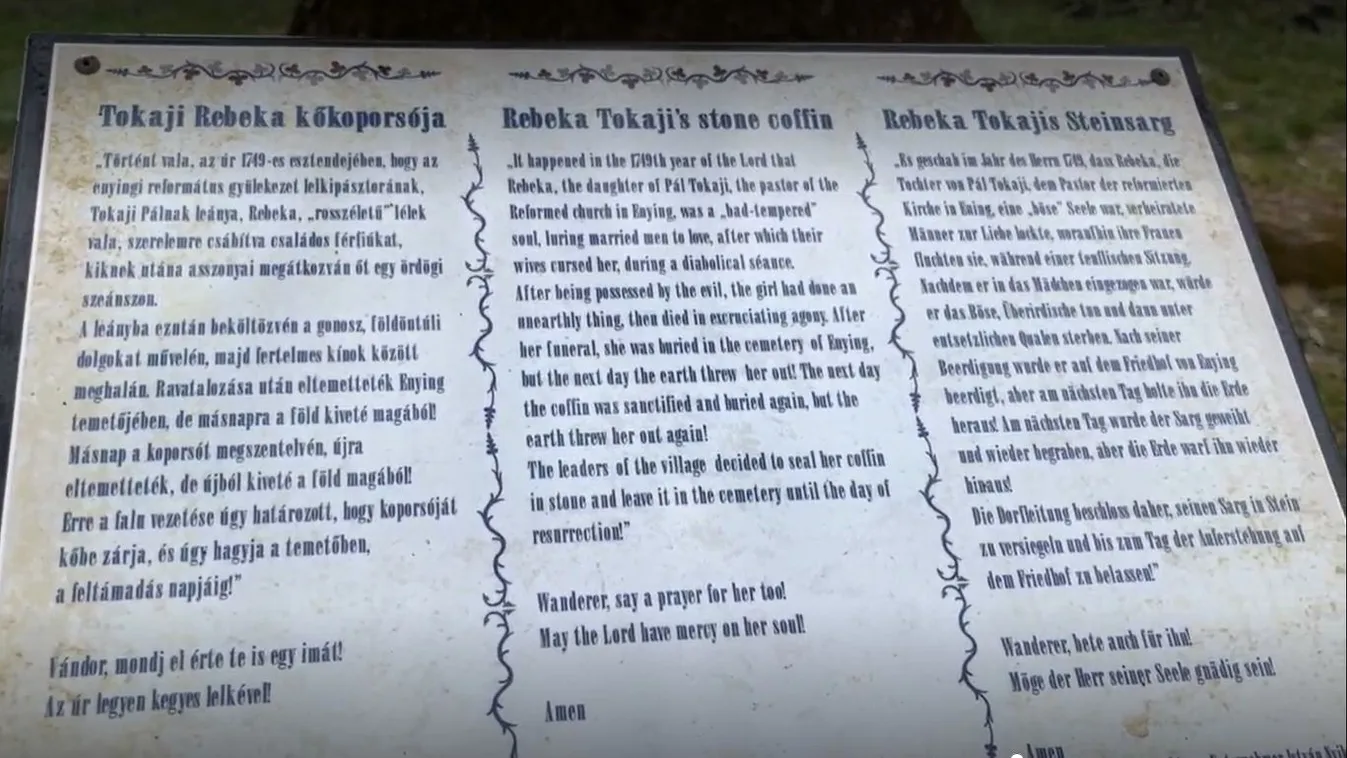 Tokaji Rebeka kőkoporsója
„Történt vala, az úr 1749-es esztendejében, hogy az
enyingi református gyülekezet lelkipásztorának,
Tokaji Pálnak leánya, Rebeka, „rosszéletű" lélek
vala, szerelemre csábítva családos férfiúkat,
kiknek utána asszonyai megátkozván őt egy ördögi
szeánszon.
A leányba ezután beköltözvén a gonosz, földöntúli
dolgokat művelén, majd fertelmes kínok között
meghalán. Ravatalozása után eltemetteték Enying
temetőjében, de másnapra a föld kiveté magából!
Másnap a koporsót megszentelvén, újra
eltemetteték, de újból kiveté a föld magából!
Erre a falu vezetése úgy határozott, hogy koporsóját
kőbe zárja, és úgy hagyja a temetőben,
a feltámadás napjáig!"
Vándor, mondj el érte te is egy imát!
Az úr legyen kegyes lelkével!
Rebeka Tokaji's stone coffin
„It happened in the 1749th year of the Lord that
Rebeka, the daughter of Pál Tokaji, the pastor of the
Reformed church in Enying, was a „bad-tempered"
soul, luring married men to love, after which their
wives cursed her, during a diabolical séance.
After being possessed by the evil, the girl had done an
unearthly thing, then died in excruciating agony. After
her funeral, she was buried in the cemetery of Enying,
but the next day the earth threw her out! The next day
the coffin was sanctified and buried again, but the
earth threw her out again!
The leaders of the village decided to seal her coffin
in stone and leave it in the cemetery until the day of
resurrection!"
Wanderer, say a prayer for her too!
May the Lord have mercy on her soul!
Amen
Rebeka Tokajis Steinsarg
„Es geschah im Jahr des Herrn 1749, dass Rebeka, die
Tochter von Pál Tokaji, dem Pastor der reformierten
Kirche in Ening, eine „böse" Seele war, verheiratete
Männer zur Liebe lockte, woraufhin ihre Frauen
fluchten sie, während einer teuflischen Sitzung.
Nachdem er in das Mädchen eingezogen war, würde
er das Böse, Überirdische tun und dann unter
entsetzlichen Qualen sterben. Nach seiner
Beerdigung wurde er auf dem Friedhof von Enying
beerdigt, aber am nächsten Tag holte ihn die Erde
heraus! Am nächsten Tag wurde der Sarg geweiht
und wieder begraben, aber die Erde warf ihn wieder
hinaus!
Die Dorfleitung beschloss daher, seinen Sarg in Stein
zu versiegeln und bis zum Tag der Auferstehung auf
dem Friedhof zu belassen!"
Wanderer, bete auch für ihn!
Möge der Herr seiner Seele gnädig sein!
Amen
István